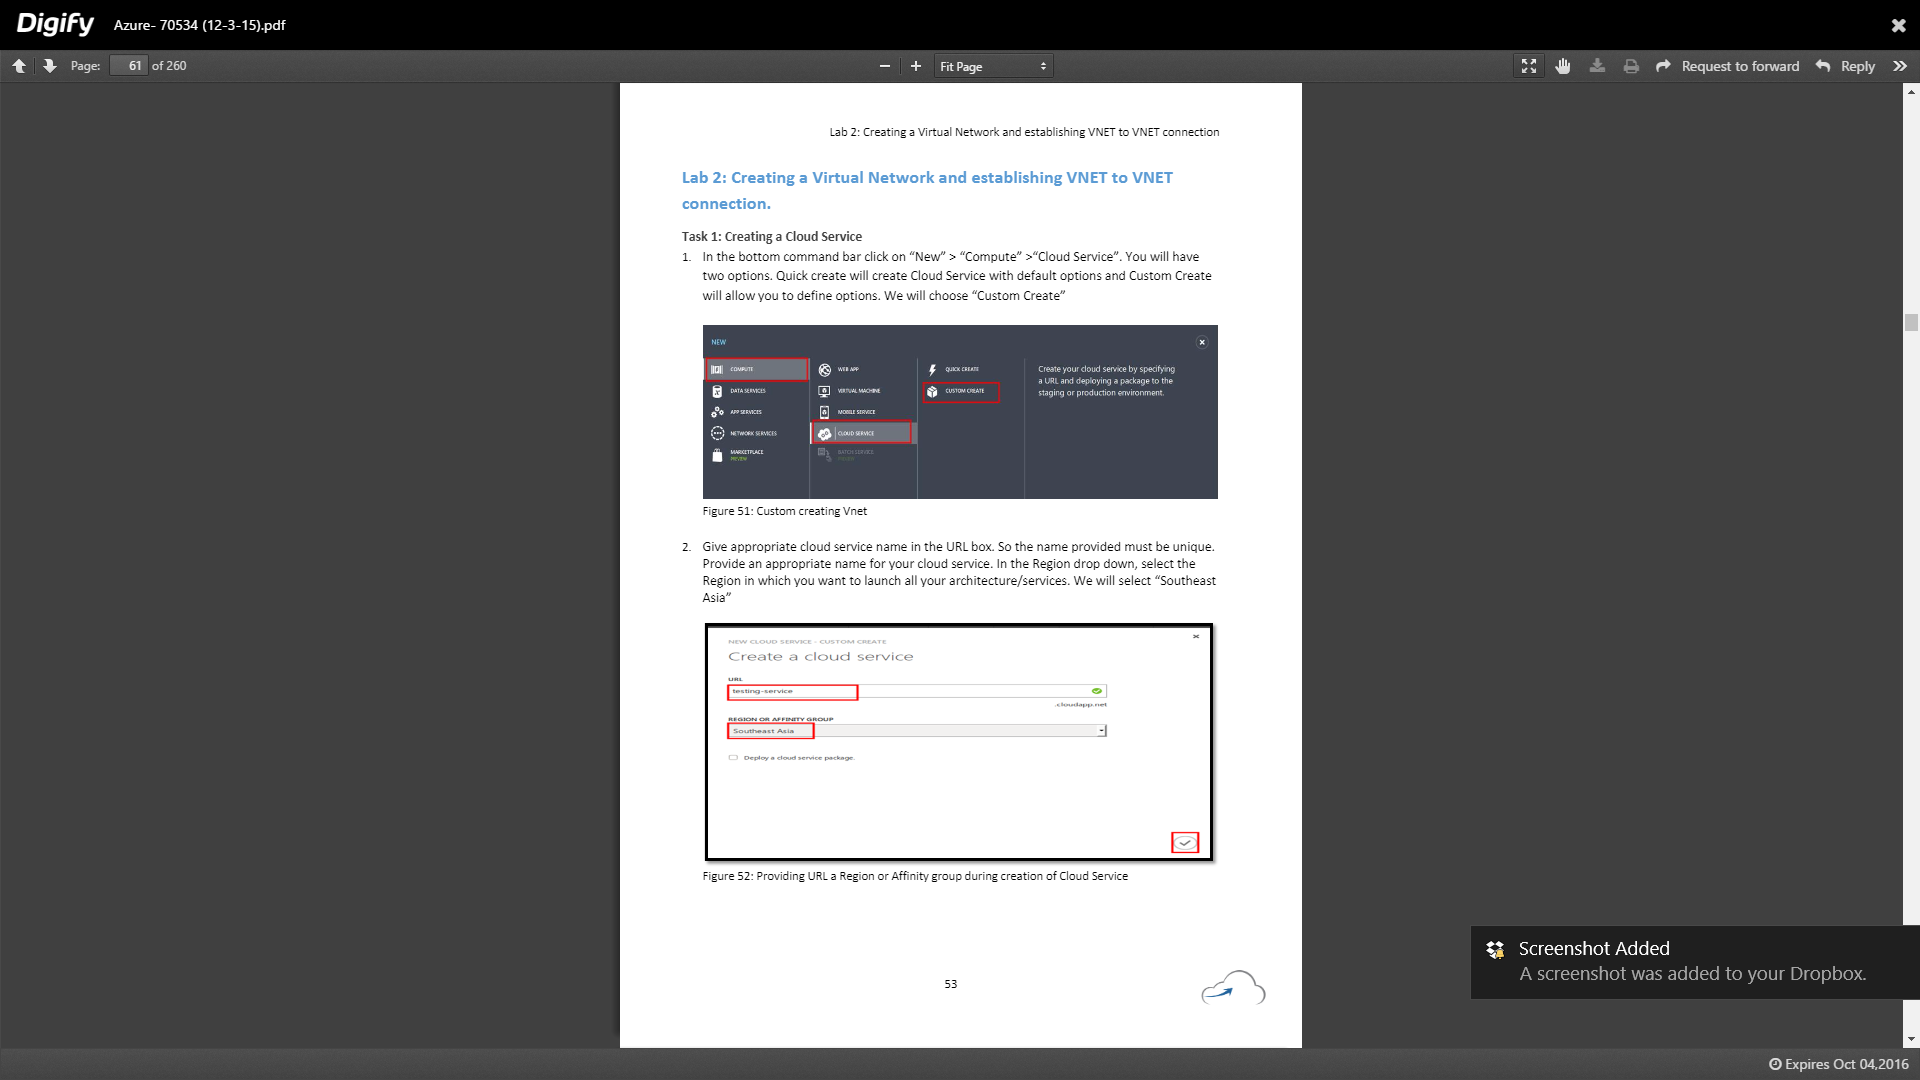 Digify Azure- 70534 (12-3-15).pdf
Page: 61 of 260 Fit Page Request to forward Reply
Lab 2: Creating a Virtual Network and establishing VNET to VNET connection
Lab 2: Creating a Virtual Network and establishing VNET to VNET
connection.
Task 1: Creating a Cloud Service
1. In the bottom command bar click on “New” > “Compute” >“Cloud Service”. You will have
two options. Quick create will create Cloud Service with default options and Custom Create
will allow you to define options. We will choose “Custom Create”
NEW
COMPUTE
DATA SERVICES
APP SERVICES
NETWORK SERVICES
MARKETPLACE
PREVIEW
WEB APP
VIRTUAL MACHINE
MOBILE SERVICE
CLOUD SERVICE
BATCH SERVICE
PREVIEW
QUICK CREATE
CUSTOM CREATE
Create your cloud service by specifying
a URL and deploying a package to the
staging or production environment.
Figure 51: Custom creating Vnet
2. Give appropriate cloud service name in the URL box. So the name provided must be unique.
Provide an appropriate name for your cloud service. In the Region drop down, select the
Region in which you want to launch all your architecture/services. We will select “Southeast
Asia”
NEW CLOUD SERVICE - CUSTOM CREATE
Create a cloud service
URL
testing-service
.cloudapp.net
REGION OR AFFINITY GROUP
Southeast Asia
Deploy a cloud service package.
Figure 52: Providing URL a Region or Affinity group during creation of Cloud Service
53
Screenshot Added
A screenshot was added to your Dropbox.
Expires Oct 04,2016